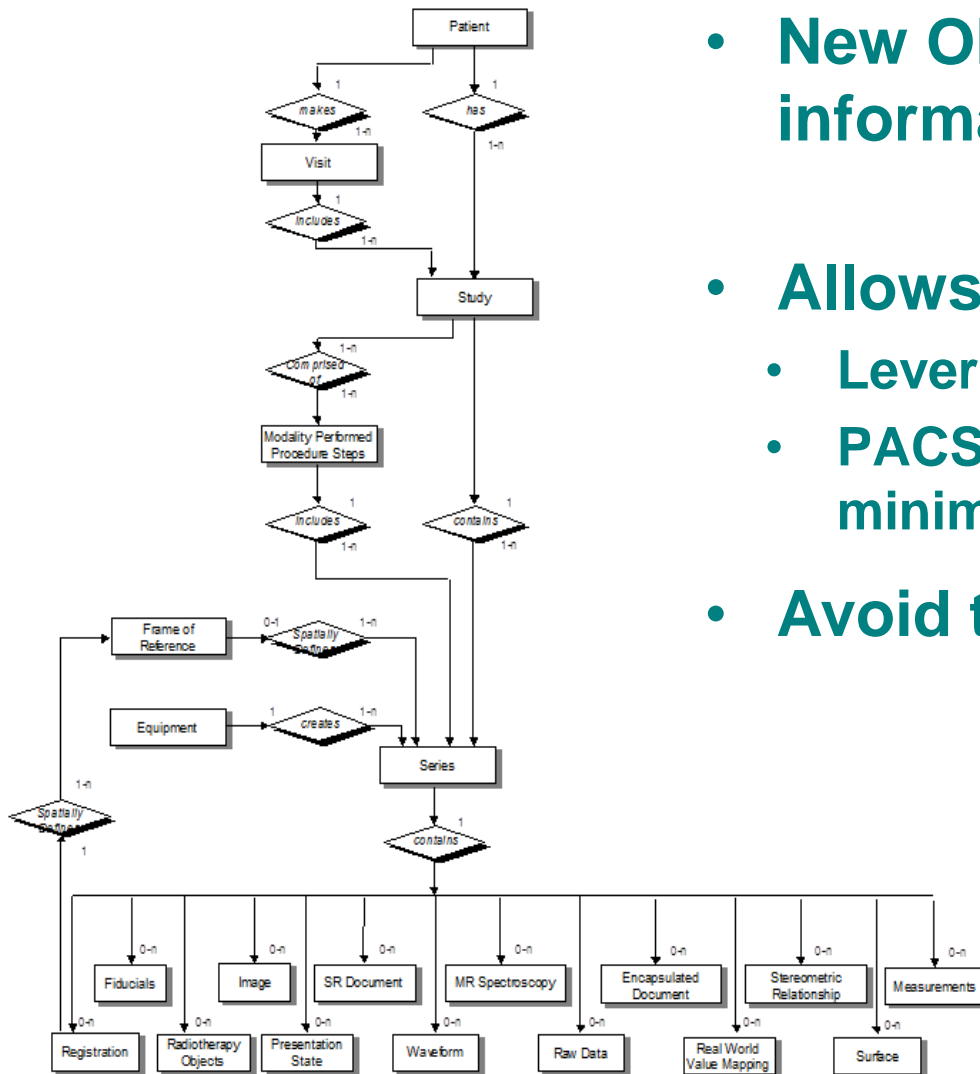 Patient
1
1
makes
has
1-n
1-n
Visit
1
includes
1-n
Study
1-n
Comprised
of
1-n
Modality Performed
Procedure Steps
1
1
includes
contains
1-n
1-n
Frame of
Reference
0-1
1-n
Spatially
Equipment
1
1-n
creates
Series
1-n
Spatially
1
1
contains
0-n
0-n
0-n
0-n
0-n
0-n
0-n
Fiducials
Image
SR Document
MR Spectroscopy
Encapsulated
Document
Stereometric
Relationship
Measurements
0-n
0-n
0-n
0-n
0-n
0-n
0-n
Registration
Radiotherapy
Objects
Presentation
State
Waveform
Raw Data
Real World
Value Mapping
Surface
• New
informa
• Allows
• Lever
• PACS
minim
• Avoid t